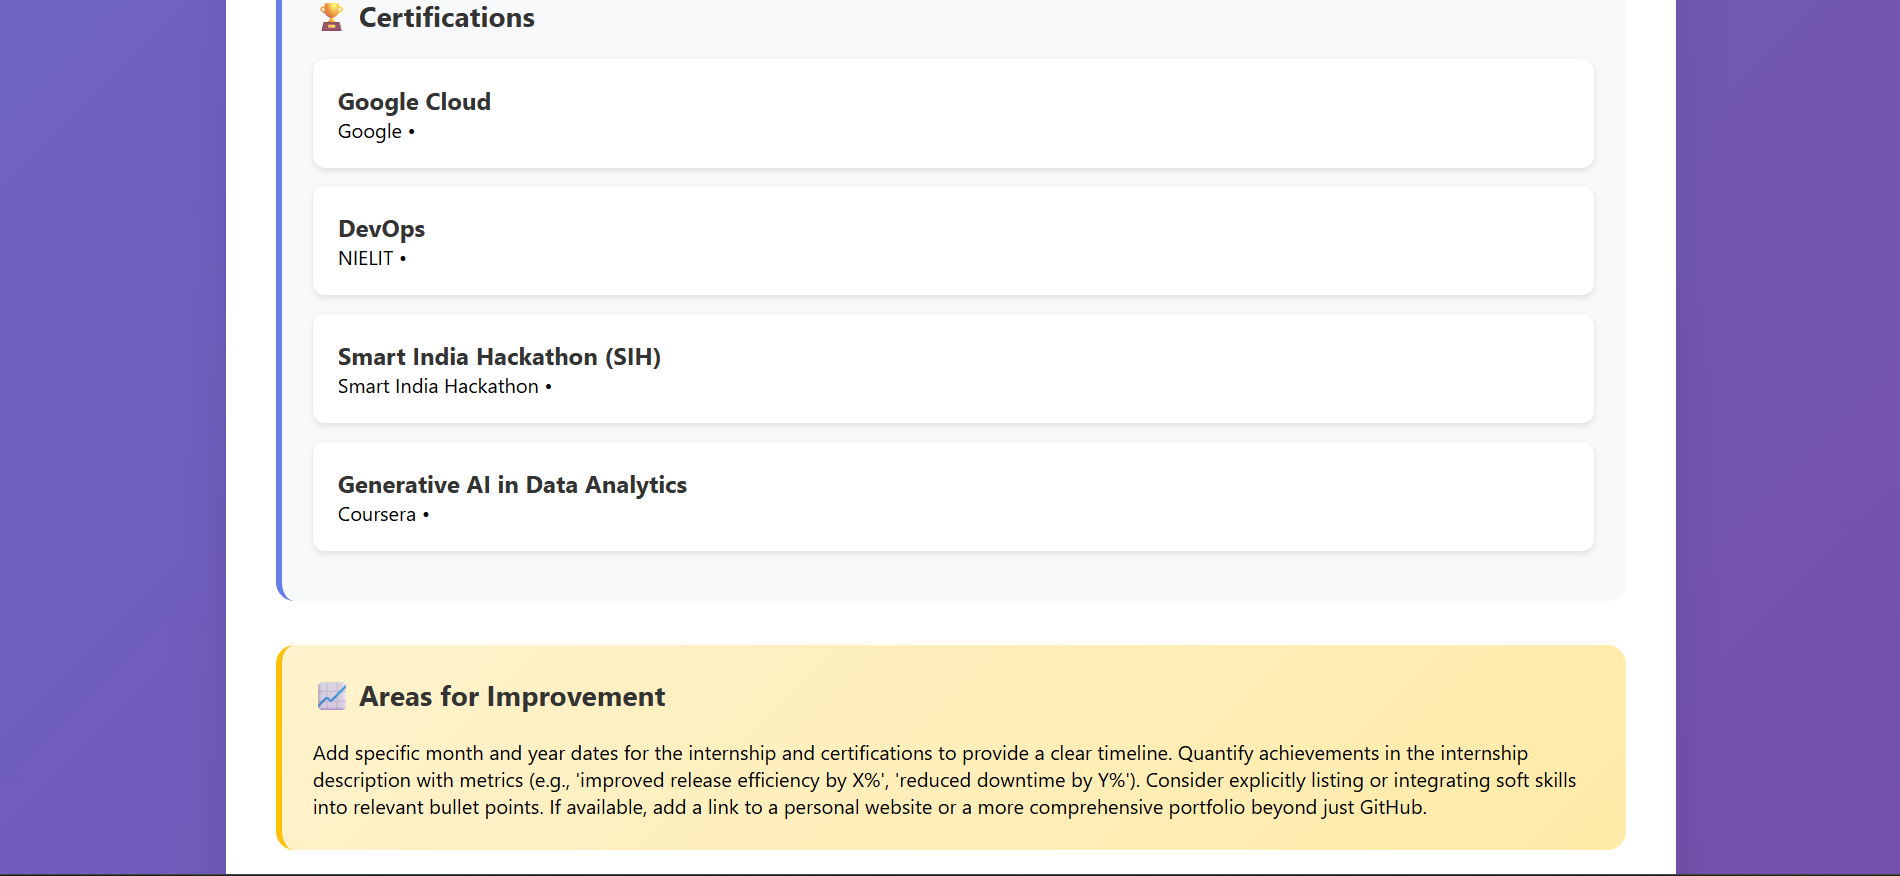 Certifications
Google Cloud
Google •
DevOps
NIELIT •
Smart India Hackathon (SIH)
Smart India Hackathon •
Generative AI in Data Analytics
Coursera •
Areas for Improvement
Add specific month and year dates for the internship and certifications to provide a clear timeline. Quantify achievements in the internship
description with metrics (e.g., 'improved release efficiency by X%', 'reduced downtime by Y%'). Consider explicitly listing or integrating soft skills
into relevant bullet points. If available, add a link to a personal website or a more comprehensive portfolio beyond just GitHub.